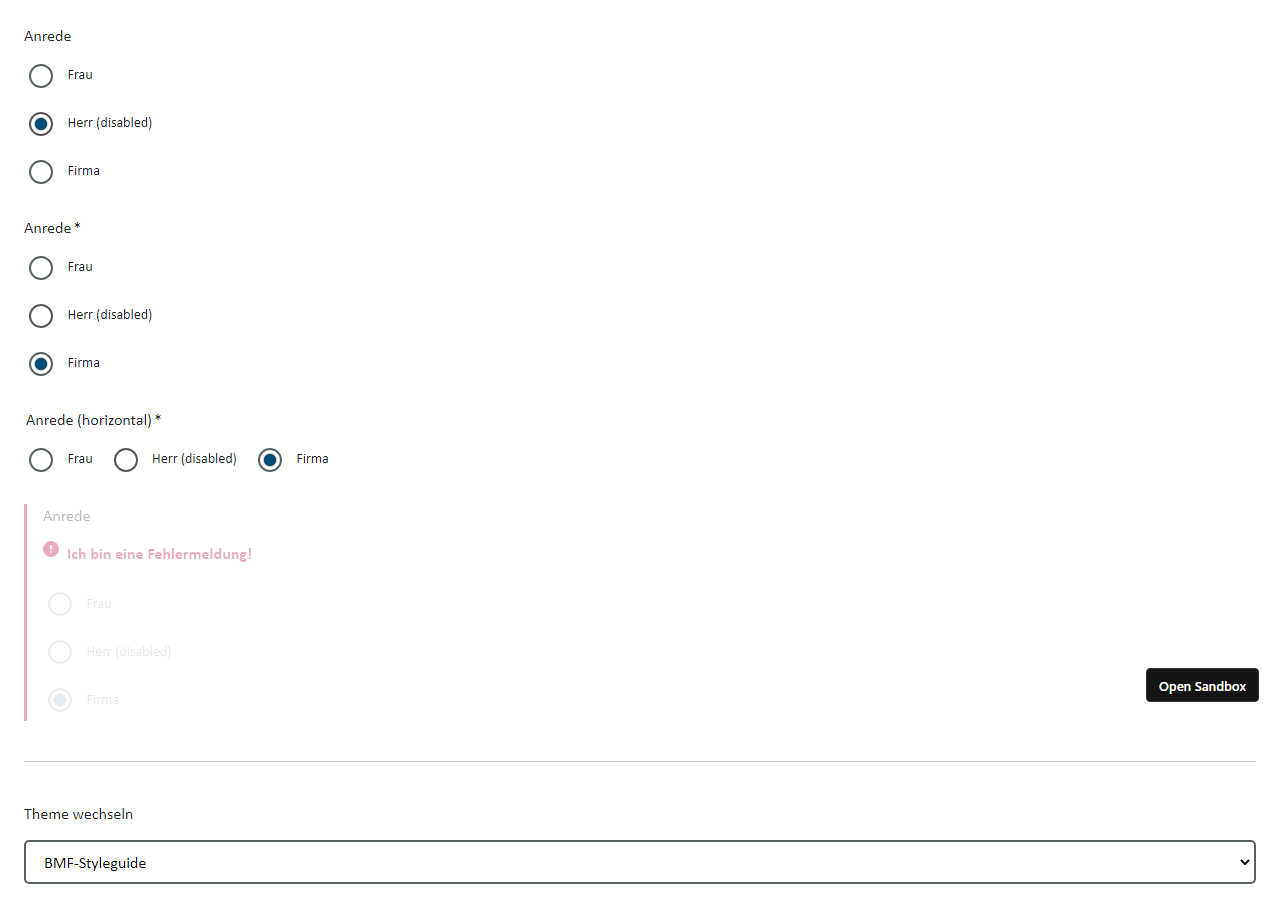 Anrede
Frau
Herr (disabled)
Firma
Anrede*
Frau
Herr (disabled)
Firma
Anrede (horizontal)*
Frau Herr (disabled) Firma
Anrede
! Ich bin eine Fehlermeldung!
Frau
Herr (disabled)
Firma
Open Sandbox
Theme wechseln
BMF-Styleguide